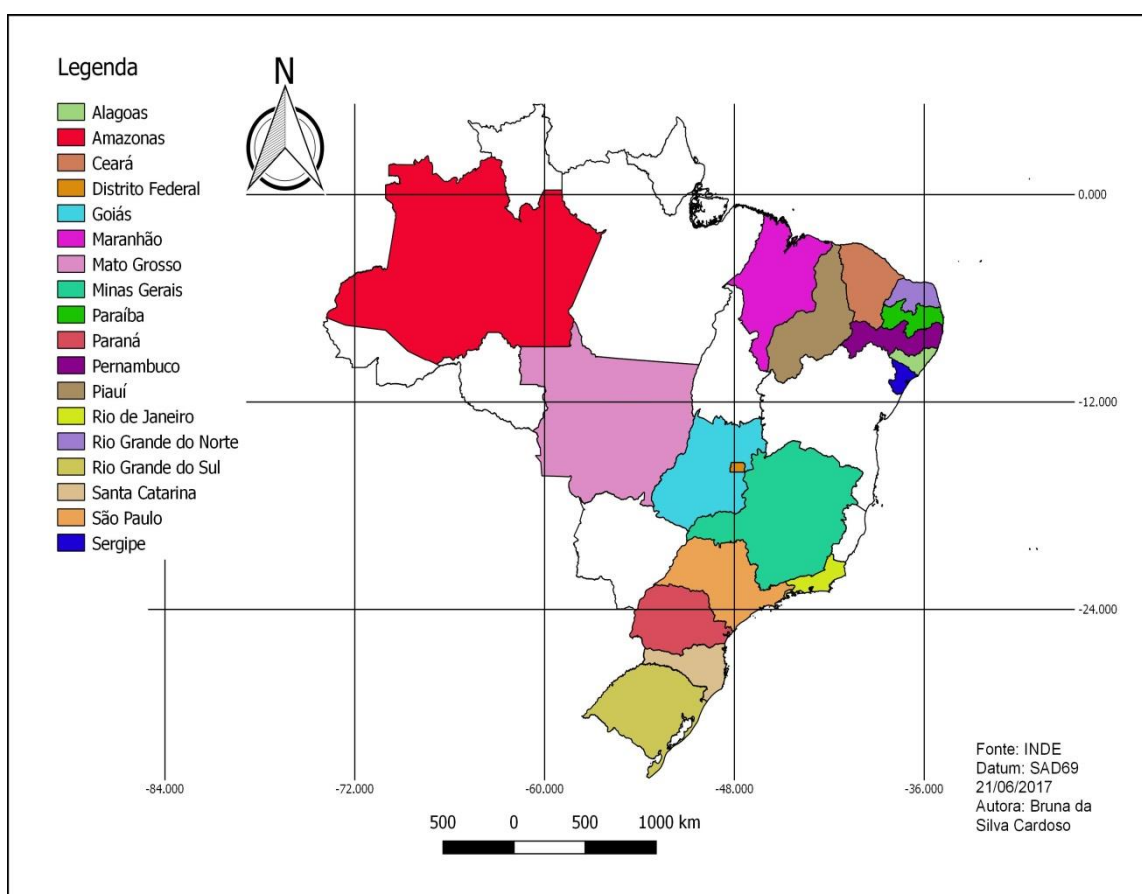 Legenda
N
Alagoas
Amazonas
Ceará
Distrito Federal
Goiás
Maranhão
Mato Grosso
Minas Gerais
Paraíba
Paraná
Pernambuco
Piauí
Rio de Janeiro
Rio Grande do Norte
Rio Grande do Sul
Santa Catarina
São Paulo
Sergipe
0.000
-12.000
-24.000
-84.000 -72.000 -60.000 -48.000 -36.000
500 0 500 1000 km
Fonte: INDE
Datum: SAD69
21/06/2017
Autora: Bruna da
Silva Cardoso